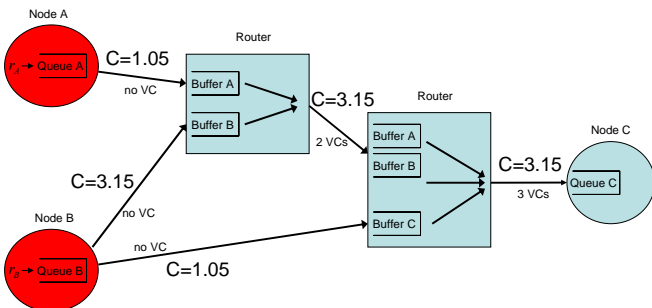 Node A
r_A → Queue A
C=1.05
no VC
Router
Buffer A
Buffer B
C=3.15
2 VCs
Router
Buffer A
Buffer B
Buffer C
C=3.15
3 VCs
Node C
Queue C
C=3.15
no VC
Node B
r_B → Queue B
no VC
C=1.05